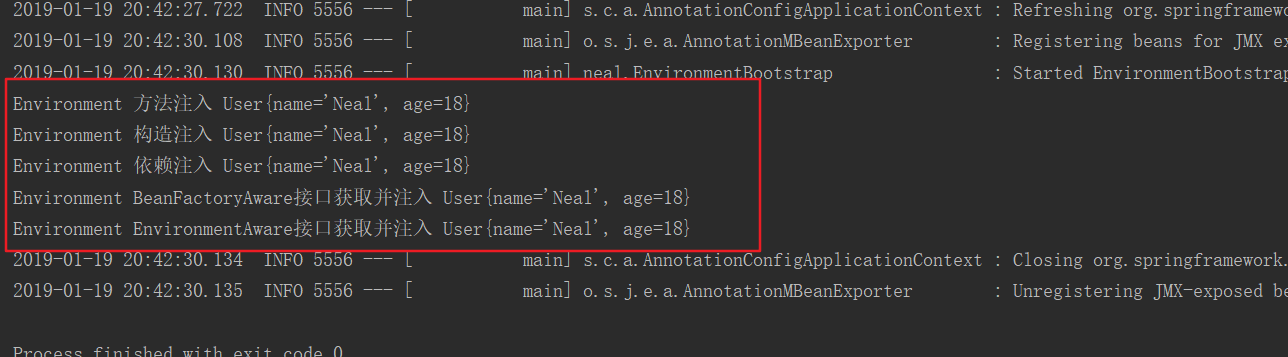 2019-01-19 20:42:27.722  INFO 5556 --- [           main] s.c.a.AnnotationConfigApplicationContext : Refreshing org.springframewo
2019-01-19 20:42:30.108  INFO 5556 --- [           main] o.s.j.e.a.AnnotationMBeanExporter        : Registering beans for JMX ex
2019-01-19 20:42:30.130  INFO 5556 --- [           main] neal.EnvironmentBootstrap                : Started EnvironmentBootstrap
Environment 方法注入 User{name='Neal', age=18}
Environment 构造注入 User{name='Neal', age=18}
Environment 依赖注入 User{name='Neal', age=18}
Environment BeanFactoryAware接口获取并注入 User{name='Neal', age=18}
Environment EnvironmentAware接口获取并注入 User{name='Neal', age=18}
2019-01-19 20:42:30.134  INFO 5556 --- [           main] s.c.a.AnnotationConfigApplicationContext : Closing org.springframework.
2019-01-19 20:42:30.135  INFO 5556 --- [           main] o.s.j.e.a.AnnotationMBeanExporter        : Unregistering JMX-exposed be
Process finished with exit code 0